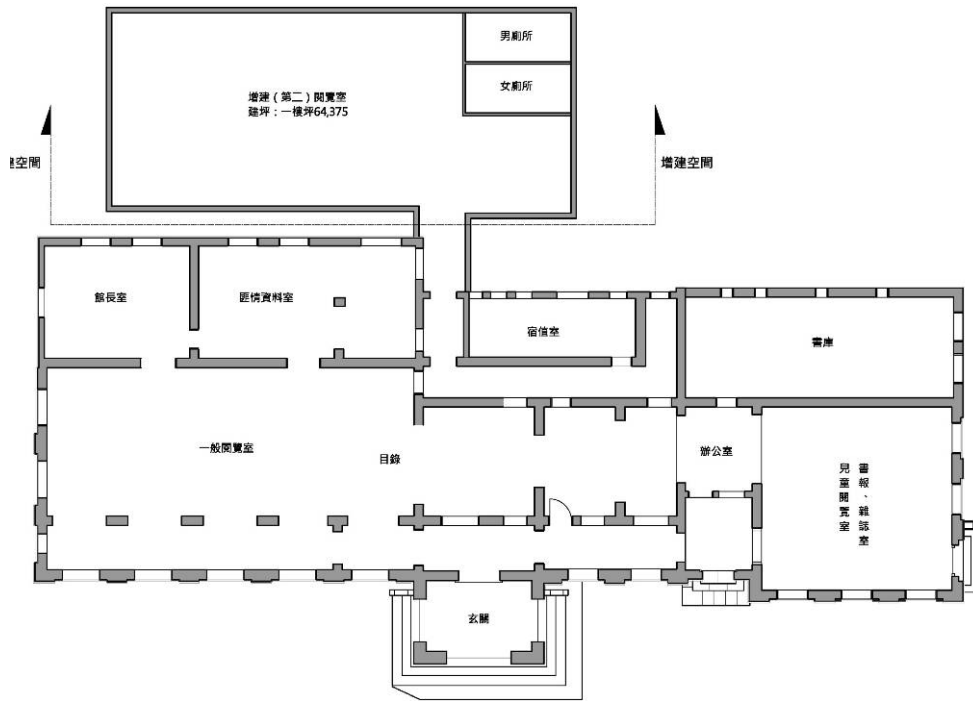 男廁所
女廁所
增建（第二）閱覽室
建坪：一樓坪64,375
建空間
增建空間
館長室
匪情資料室
宿值室
書庫
一般閱覽室
目錄
辦公室
書報、雜誌室
兒童閱覽室
玄關